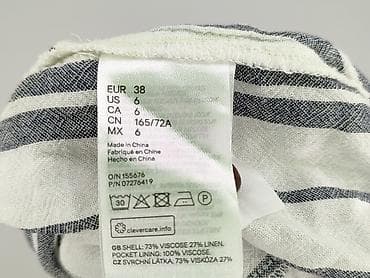 EUR 38
US 6
CA 6
CN 165/72A
MX 6
Made in China
Fabriqué en Chine
Hecho en China
O/N 155676
P/N 07276419
30
clevercare.info
GB SHELL: 73% VISCOSE 27% LINEN.
POCKET LINING: 100% VISCOSE.
CZ SVRCHNÍ LÁTKA: 73% VISKÓZA 27%